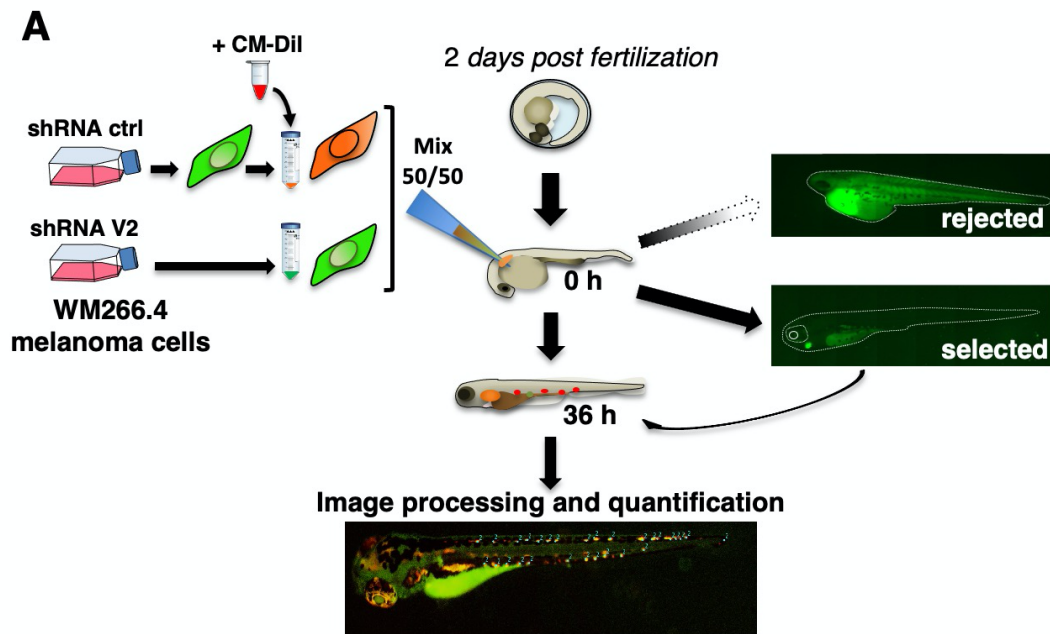 A
+ CM-DiI
2 days post fertilization
shRNA ctrl
Mix
50/50
shRNA V2
rejected
0 h
WM266.4
melanoma cells
selected
36 h
Image processing and quantification